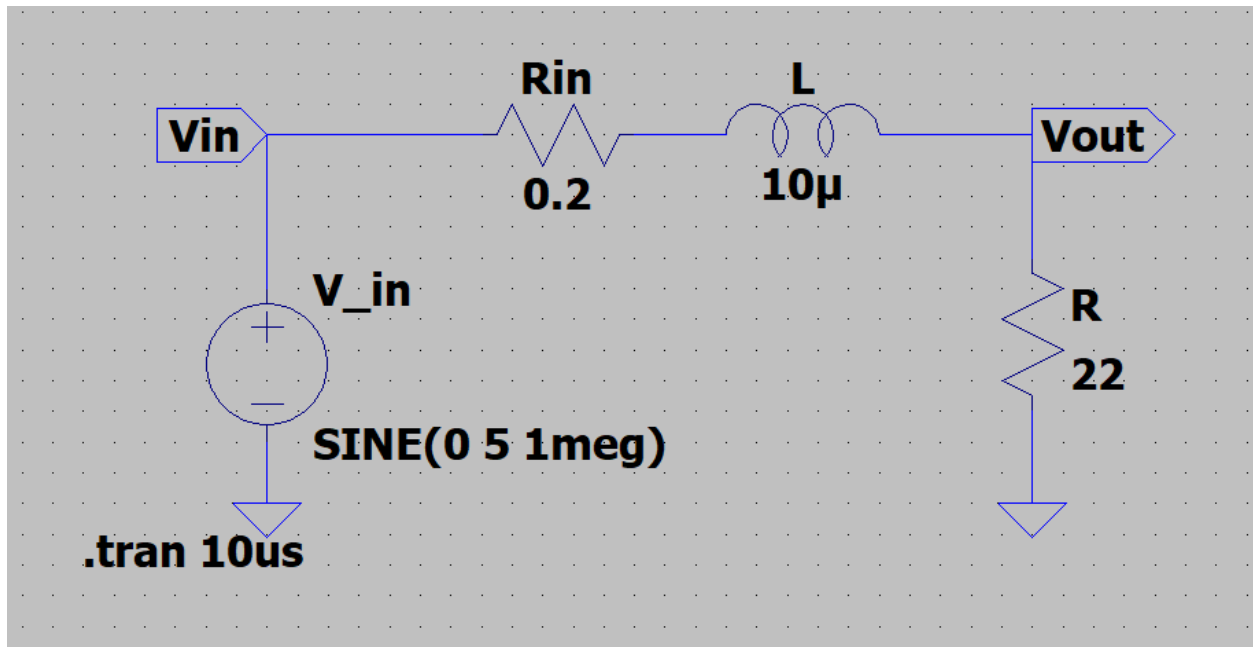 Rin
L
Vin
Vout
0.2
10µ
V_in
R
22
SINE(0 5 1meg)
.tran 10us